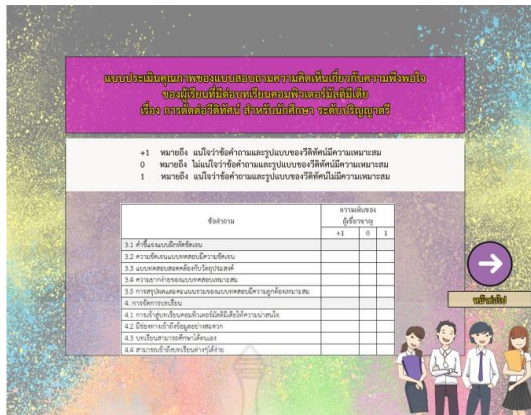 แบบประเมินคุณภาพของแบบสอบถามความคิดเห็นเกี่ยวกับความพึงพอใจ
ของผู้เรียนที่มีต่อบทเรียนคอมพิวเตอร์มัลติมีเดีย
เรื่อง การตัดต่อวีดิทัศน์ สำหรับนักศึกษา ระดับปริญญาตรี
+1 หมายถึง แน่ใจว่าข้อคำถามและรูปแบบของวีดิทัศน์มีความเหมาะสม
0 หมายถึง ไม่แน่ใจว่าข้อคำถามและรูปแบบของวีดิทัศน์มีความเหมาะสม
1 หมายถึง แน่ใจว่าข้อคำถามและรูปแบบของวีดิทัศน์ไม่มีความเหมาะสม
ข้อคำถาม
ความเห็นของ
ผู้เชี่ยวชาญ
+1 0 1
3.1 คำชี้แจงแบบฝึกหัดชัดเจน
3.2 ความชัดเจนแบบทดสอบมีความชัดเจน
3.3 แบบทดสอบสอดคล้องกับวัตถุประสงค์
3.4 ความยากง่ายของแบบทดสอบเหมาะสม
3.5 การสรุปผลและคะแนนรวมของแบบทดสอบมีความถูกต้องเหมาะสม
4. การจัดการบทเรียน
4.1 การเข้าสู่บทเรียนคอมพิวเตอร์มัลติมีเดียให้ความน่าสนใจ
4.2 มีช่องทางเข้าถึงข้อมูลอย่างสะดวก
4.3 บทเรียนสามารถศึกษาได้ตนเอง
4.4 สามารถเข้าถึงบทเรียนต่างๆได้ง่าย
หน้าต่อไป